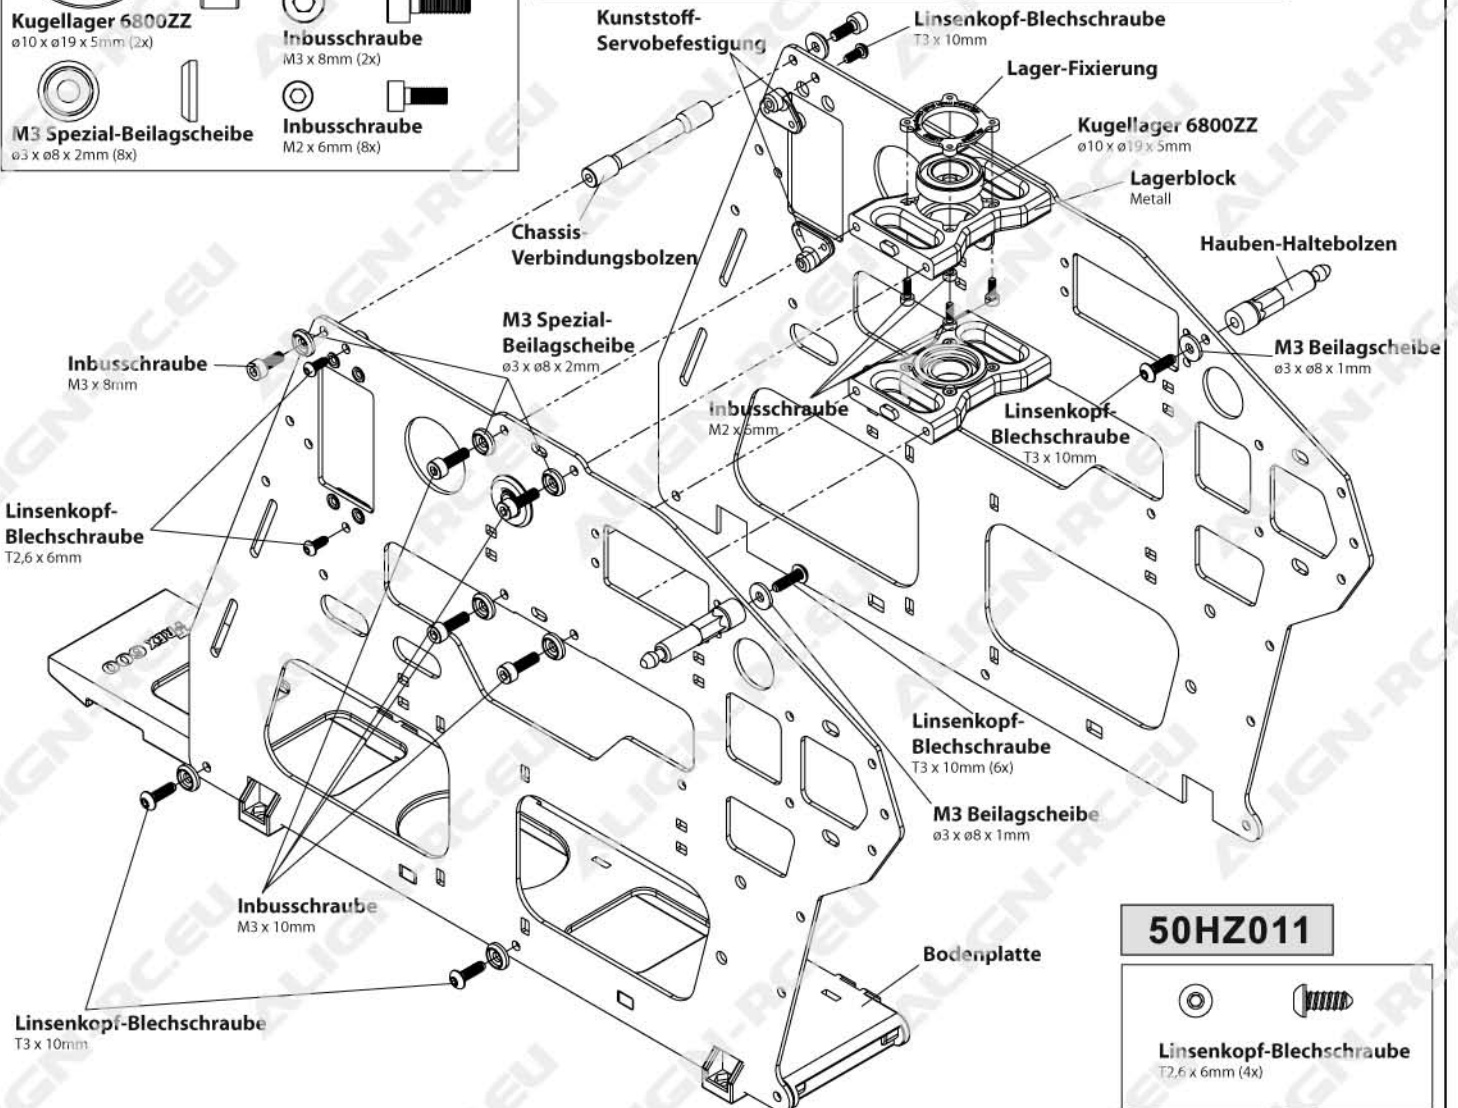 Kugellager 6800ZZ
ø10 x ø19 x 5mm (2x)
Inbusschraube
M3 x 8mm (2x)
M3 Spezial-Beilagscheibe
ø3 x ø8 x 2mm (8x)
Inbusschraube
M2 x 6mm (8x)
Kunststoff-
Servobefestigung
Linsenkopf-Blechschraube
T3 x 10mm
Lager-Fixierung
Kugellager 6800ZZ
ø10 x ø19 x 5mm
Lagerblock
Metall
Chassis-
Verbindungsbolzen
Hauben-Haltebolzen
M3 Spezial-
Beilagscheibe
ø3 x ø8 x 2mm
Inbusschraube
M3 x 8mm
M3 Beilagscheibe
ø3 x ø8 x 1mm
Inbusschraube
M2 x 6mm
Linsenkopf-
Blechschraube
T3 x 10mm
Linsenkopf-
Blechschraube
T2,6 x 6mm
Linsenkopf-
Blechschraube
T3 x 10mm (6x)
M3 Beilagscheibe
ø3 x ø8 x 1mm
Inbusschraube
M3 x 10mm
Bodenplatte
Linsenkopf-Blechschraube
T3 x 10mm
50HZ011
Linsenkopf-Blechschraube
T2,6 x 6mm (4x)
ALIGN-RC.EU